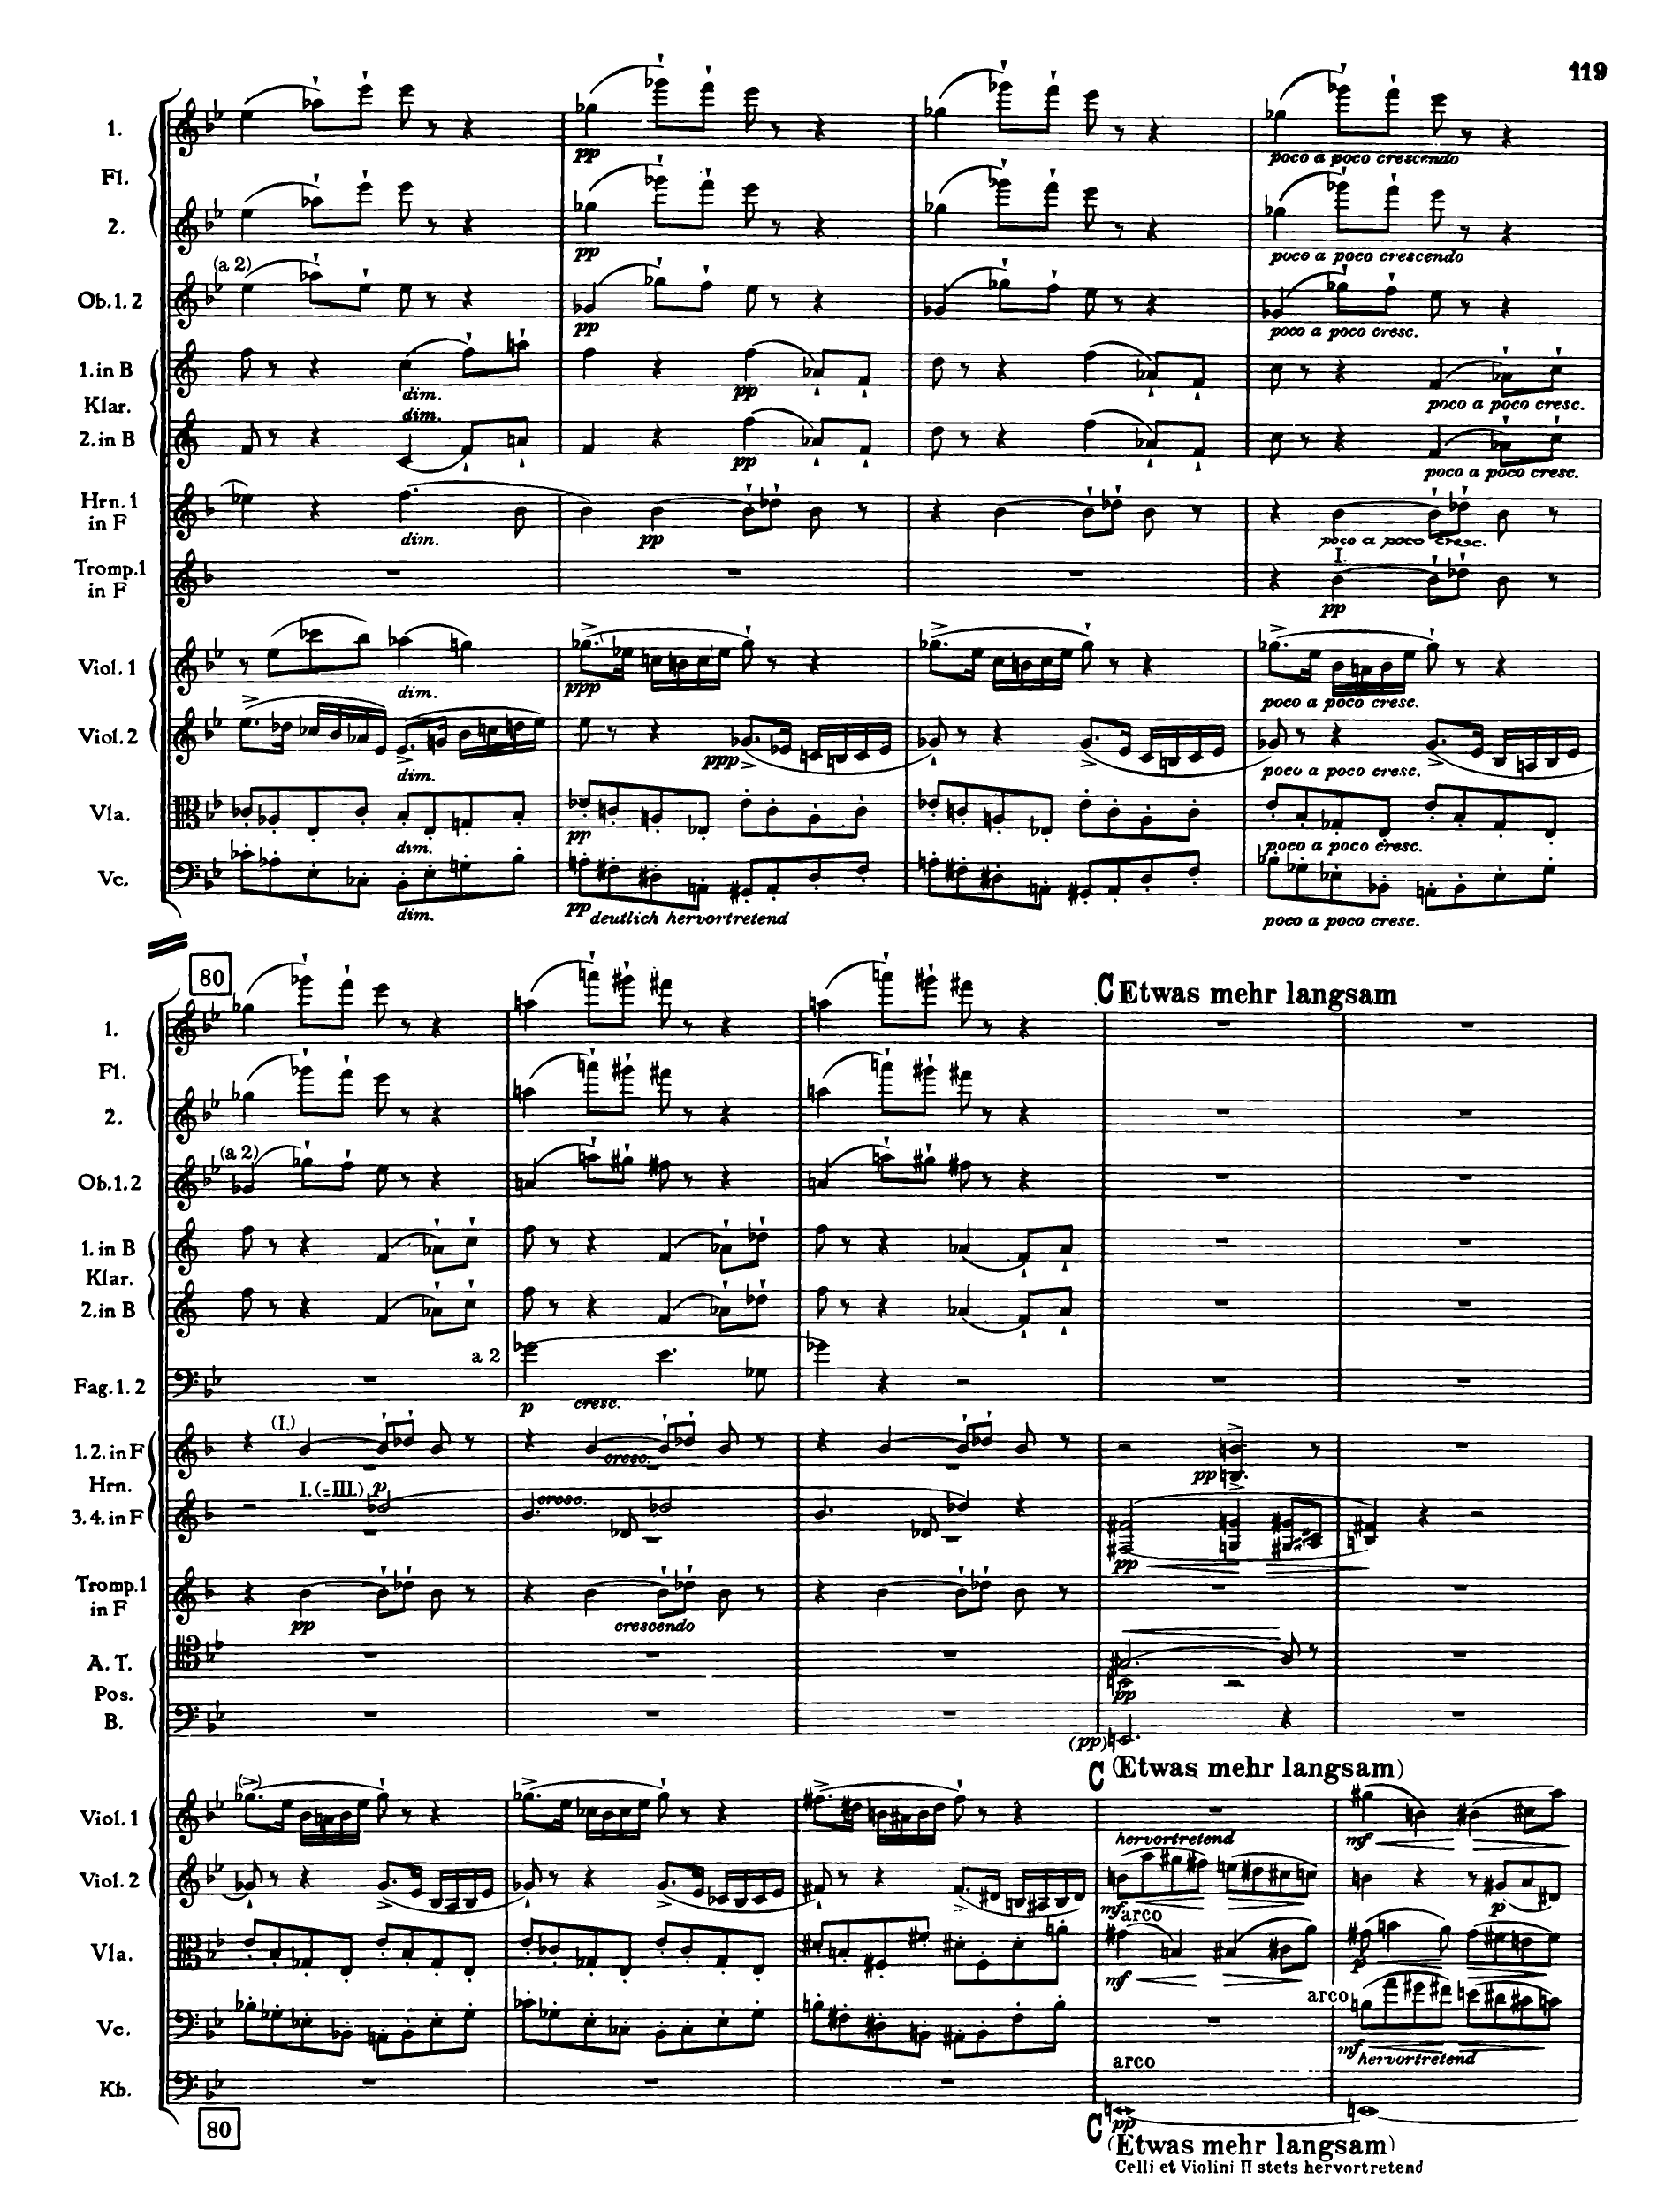 119
1.
Fl.
2.
pp
poco a poco crescendo
pp
poco a poco crescendo
(a 2)
Ob.1.2
pp
poco a poco cresc.
1.in B
dim.
pp
poco a poco cresc.
Klar.
dim.
2.in B
pp
poco a poco cresc.
Hrn. 1
in F
dim.
pp
poco a poco cresc.
Tromp.1
in F
I.
pp
Viol. 1
dim.
ppp
poco a poco cresc.
Viol. 2
dim.
ppp
poco a poco cresc.
Vla.
dim.
pp
poco a poco cresc.
Vc.
dim.
pp deutlich hervortretend
poco a poco cresc.
80
C Etwas mehr langsam
1.
Fl.
2.
(a 2)
Ob.1.2
1. in B
Klar.
2.in B
Fag.1.2
a 2
p
cresc.
(I.)
1.2. in F
cresc.
pp
Hrn.
I.(=III.) p
cresc.
3.4. in F
pp
Tromp.1
in F
pp
crescendo
A. T.
pp
Pos.
B.
(pp)
C (Etwas mehr langsam)
Viol. 1
mf
hervortretend
Viol. 2
mf
p
arco
Vla.
mf
p
arco
Vc.
mf
hervortretend
arco
Kb.
pp
80
C (Etwas mehr langsam)
Celli et Violini II stets hervortretend